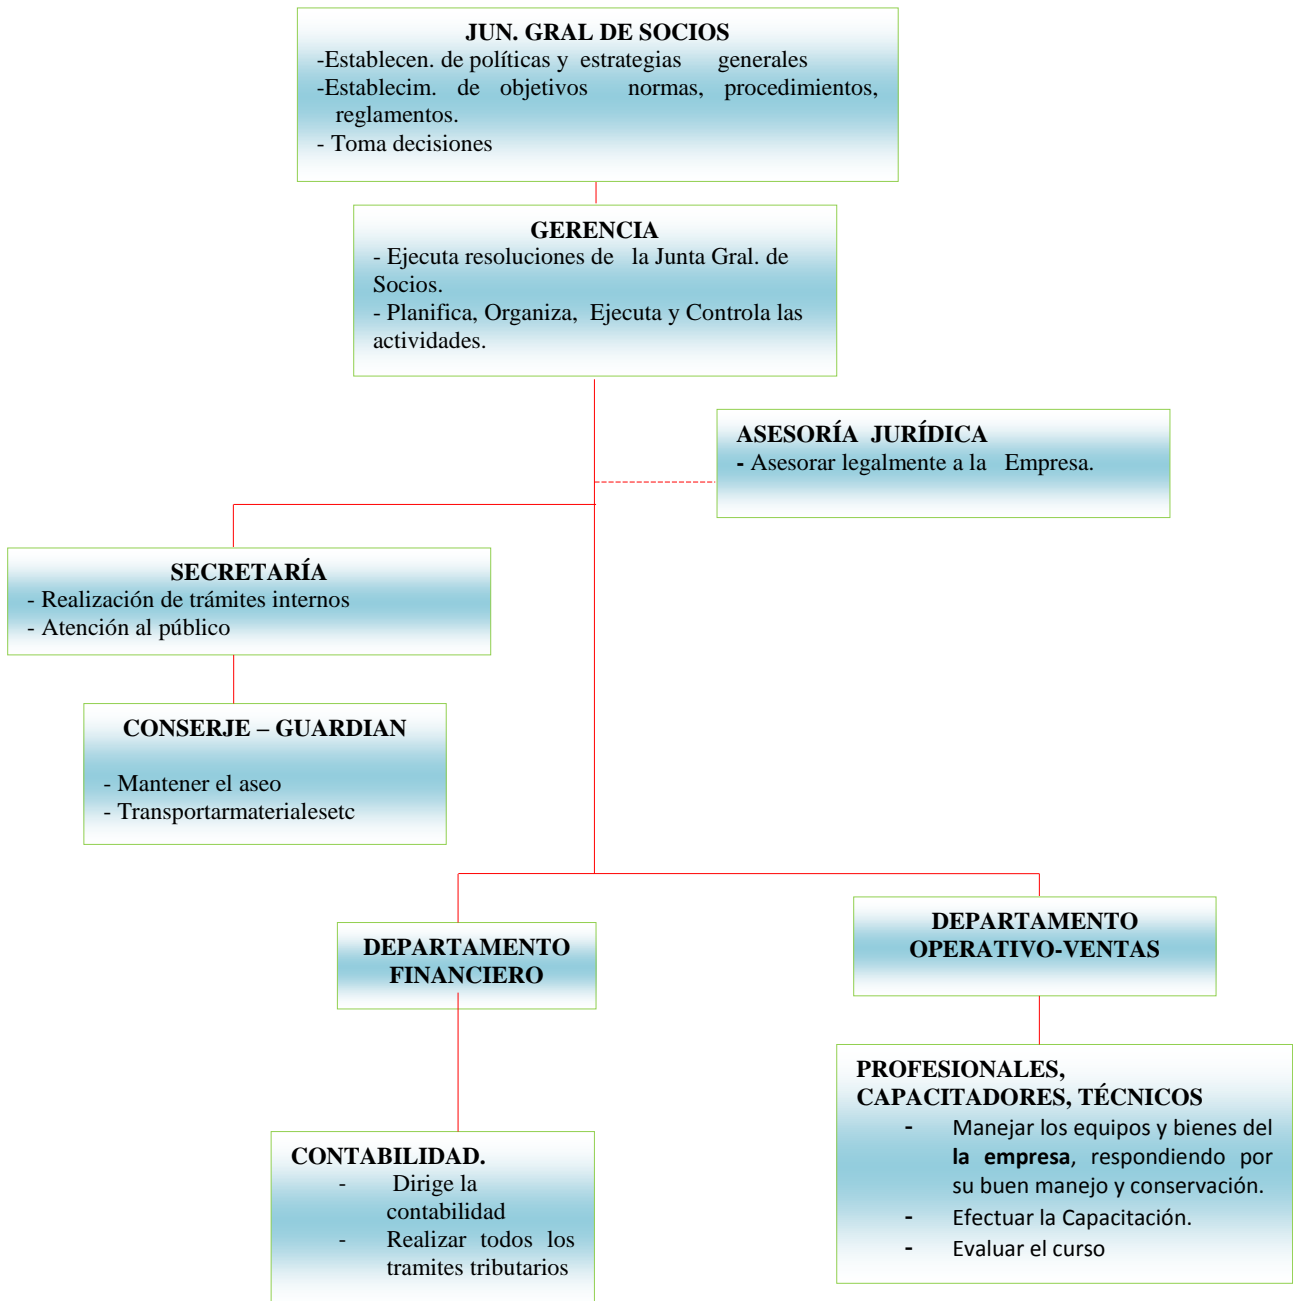 JUN. GRAL DE SOCIOS
-Establecen. de políticas y estrategias generales
-Establecim. de objetivos normas, procedimientos,
reglamentos.
- Toma decisiones
GERENCIA
- Ejecuta resoluciones de la Junta Gral. de
Socios.
- Planifica, Organiza, Ejecuta y Controla las
actividades.
ASESORÍA JURÍDICA
- Asesorar legalmente a la Empresa.
SECRETARÍA
- Realización de trámites internos
- Atención al público
CONSERJE – GUARDIAN
- Mantener el aseo
- Transportarmaterialesetc
DEPARTAMENTO
FINANCIERO
DEPARTAMENTO
OPERATIVO-VENTAS
CONTABILIDAD.
- Dirige la
contabilidad
- Realizar todos los
tramites tributarios
PROFESIONALES,
CAPACITADORES, TÉCNICOS
- Manejar los equipos y bienes del
la empresa, respondiendo por
su buen manejo y conservación.
- Efectuar la Capacitación.
- Evaluar el curso